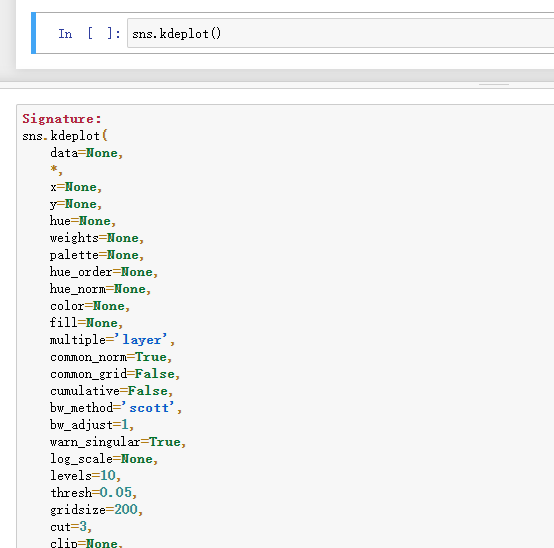 In [ ]: sns.kdeplot()
Signature:
sns.kdeplot(
    data=None,
    *,
    x=None,
    y=None,
    hue=None,
    weights=None,
    palette=None,
    hue_order=None,
    hue_norm=None,
    color=None,
    fill=None,
    multiple='layer',
    common_norm=True,
    common_grid=False,
    cumulative=False,
    bw_method='scott',
    bw_adjust=1,
    warn_singular=True,
    log_scale=None,
    levels=10,
    thresh=0.05,
    gridsize=200,
    cut=3,
    clip=None,